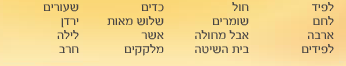 לפיד חול כדים שעורים
לחם שומרים שלוש מאות ירדן
ארבה אבל מחולה אשר לילה
לפידים בית השיטה מלקקים חרב